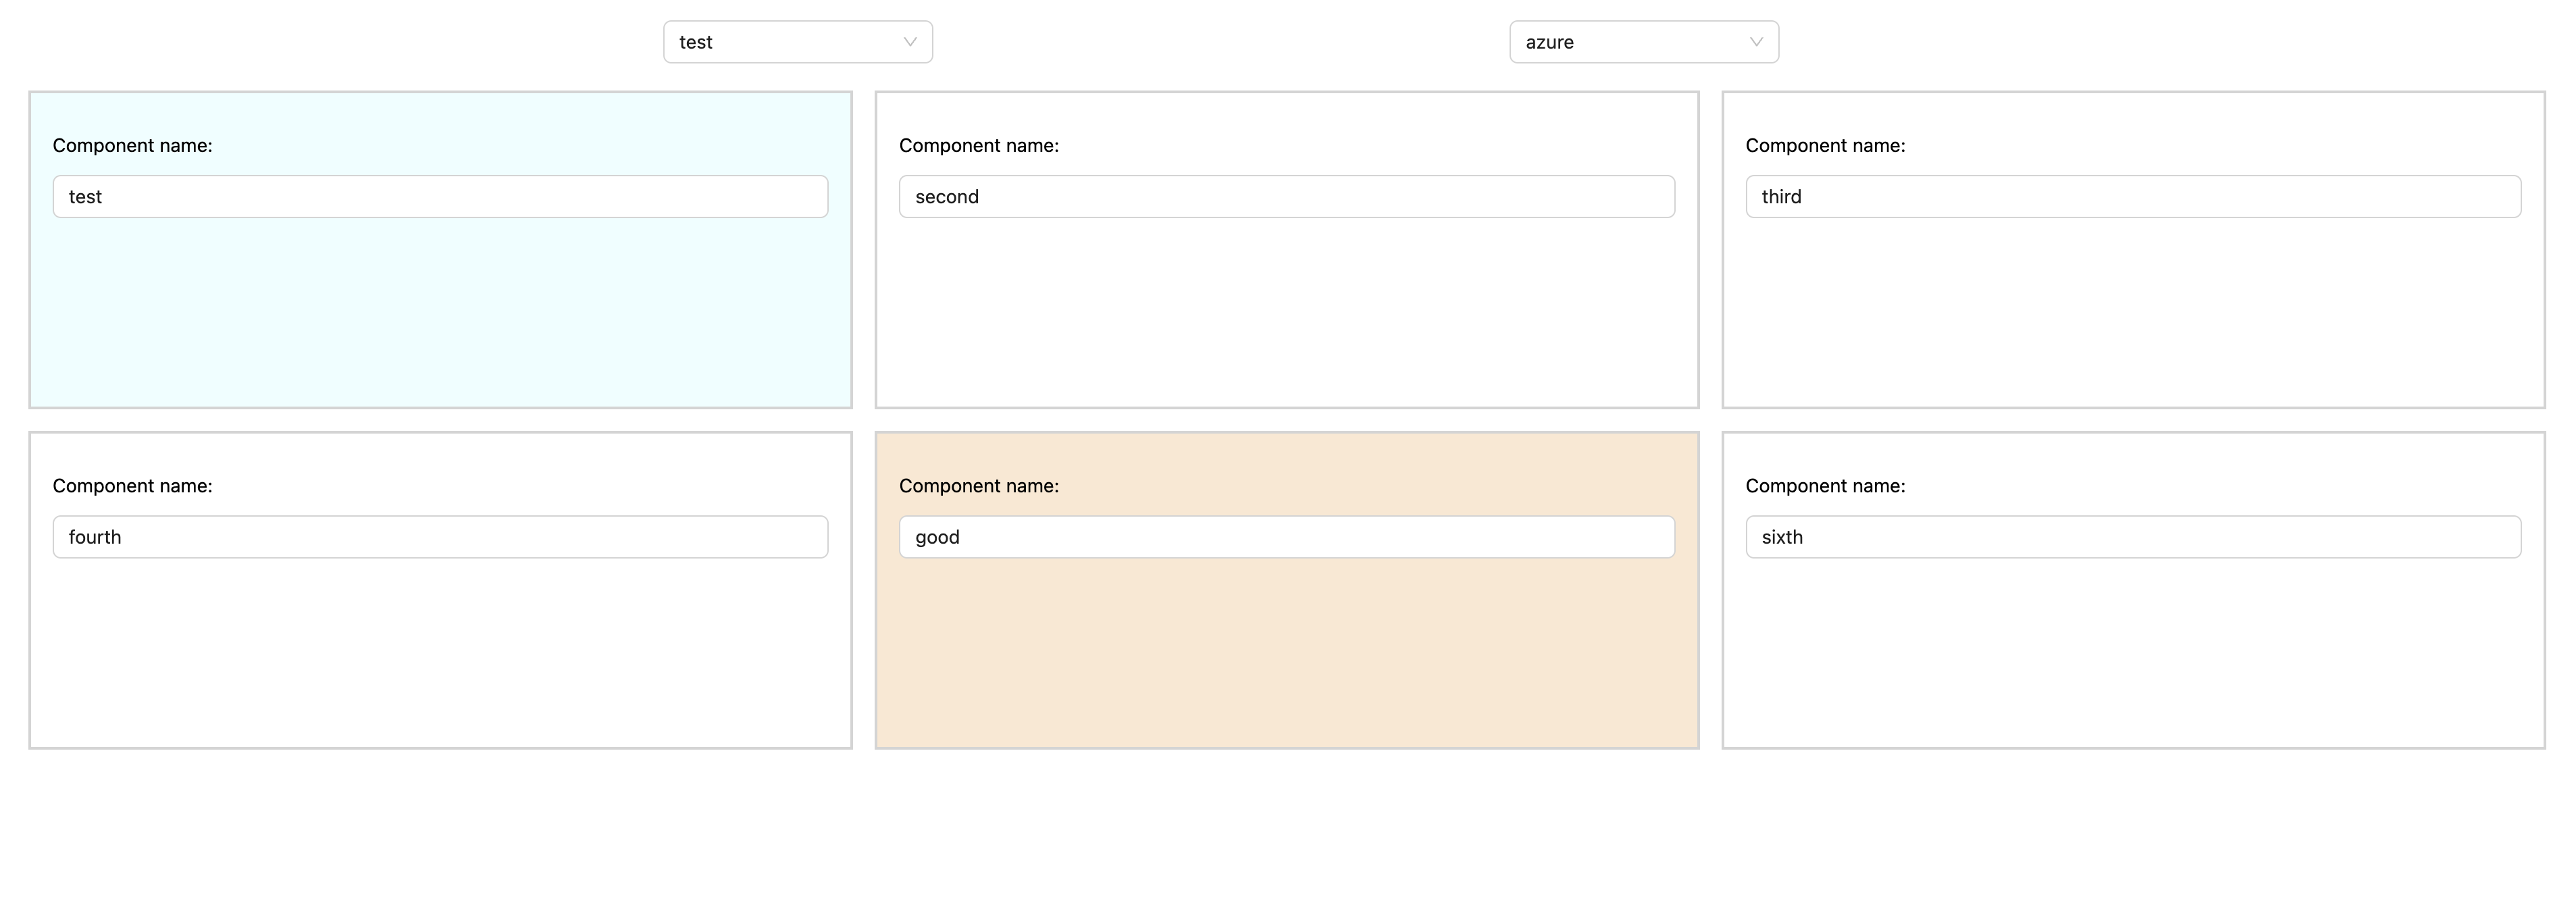 test
azure
Component name:
test
Component name:
second
Component name:
third
Component name:
fourth
Component name:
good
Component name:
sixth